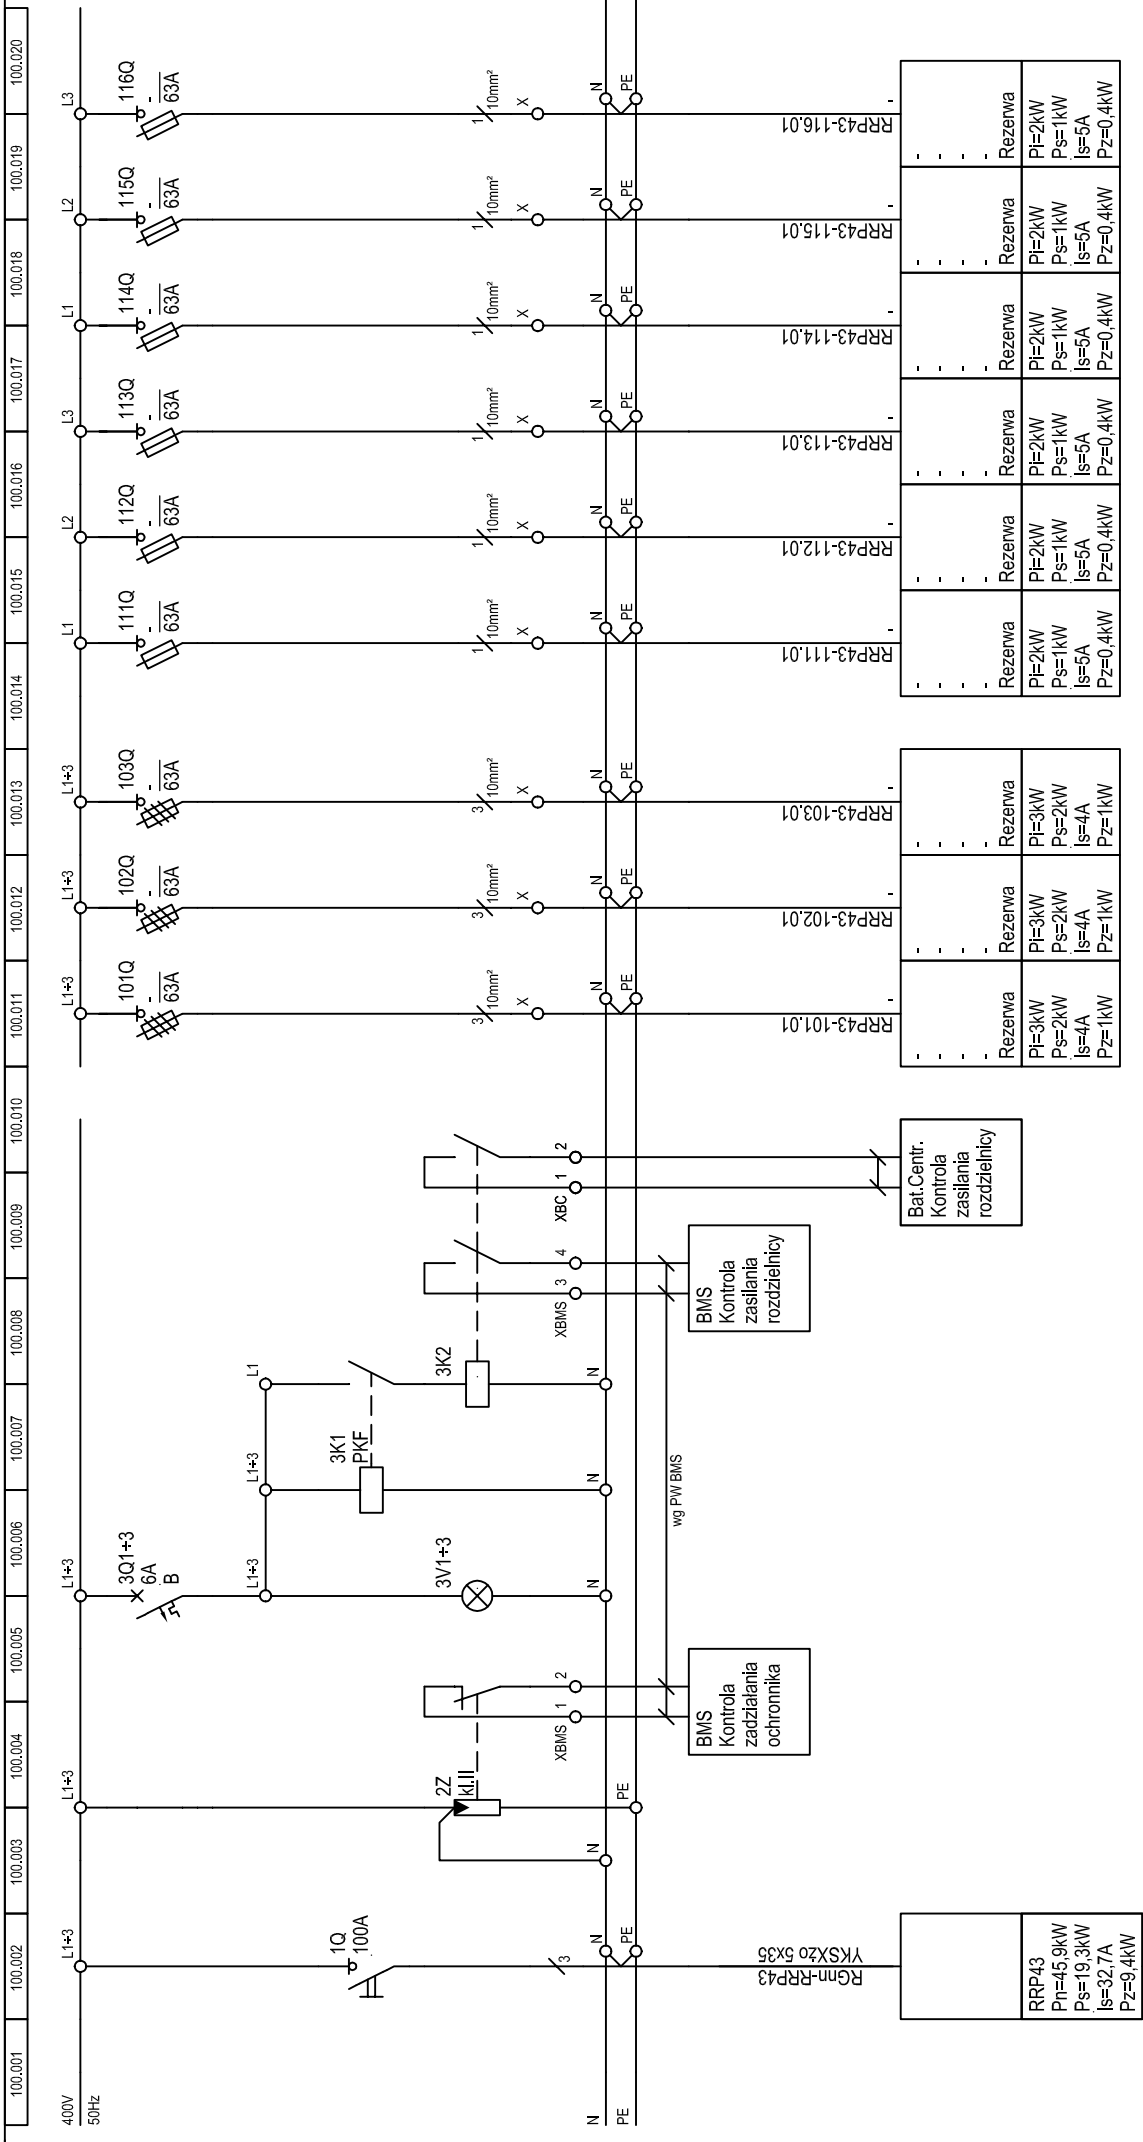 100.001
100.002
100.003
100.004
100.005
100.006
100.007
100.008
100.009
100.010
100.011
100.012
100.013
100.014
100.015
100.016
100.017
100.018
100.019
100.020
400V
50Hz
L1÷3
1Q
100A
3
N
PE
N
PE
RGnn-RRP43
YKSXżo 5x35
RRP43
Pn=45,9kW
Ps=19,3kW
Is=32,7A
Pz=9,4kW
L1÷3
2Z
kl.II
N
PE
XBMS 1 2
BMS
Kontrola
zadziałania
ochronnika
L1÷3
3Q1÷3
6A
B
L1÷3
3V1÷3
N
L1÷3
3K1
PKF
N
L1
3K2
N
wg PW BMS
XBMS 3 4
BMS
Kontrola
zasilania
rozdzielnicy
XBC 1 2
Bat.Centr.
Kontrola
zasilania
rozdzielnicy
L1÷3
101Q
-
63A
3 10mm²
X
N
PE
RRP43-101.01
-
- - - -
Rezerwa
Pi=3kW
Ps=2kW
Is=4A
Pz=1kW
L1÷3
102Q
-
63A
3 10mm²
X
N
PE
RRP43-102.01
-
- - - -
Rezerwa
Pi=3kW
Ps=2kW
Is=4A
Pz=1kW
L1÷3
103Q
-
63A
3 10mm²
X
N
PE
RRP43-103.01
-
- - - -
Rezerwa
Pi=3kW
Ps=2kW
Is=4A
Pz=1kW
L1
111Q
-
63A
1 10mm²
X
N
PE
RRP43-111.01
-
- - - -
Rezerwa
Pi=2kW
Ps=1kW
Is=5A
Pz=0,4kW
L2
112Q
-
63A
1 10mm²
X
N
PE
RRP43-112.01
-
- - - -
Rezerwa
Pi=2kW
Ps=1kW
Is=5A
Pz=0,4kW
L3
113Q
-
63A
1 10mm²
X
N
PE
RRP43-113.01
-
- - - -
Rezerwa
Pi=2kW
Ps=1kW
Is=5A
Pz=0,4kW
L1
114Q
-
63A
1 10mm²
X
N
PE
RRP43-114.01
-
- - - -
Rezerwa
Pi=2kW
Ps=1kW
Is=5A
Pz=0,4kW
L2
115Q
-
63A
1 10mm²
X
N
PE
RRP43-115.01
-
- - - -
Rezerwa
Pi=2kW
Ps=1kW
Is=5A
Pz=0,4kW
L3
116Q
-
63A
1 10mm²
X
N
PE
RRP43-116.01
-
- - - -
Rezerwa
Pi=2kW
Ps=1kW
Is=5A
Pz=0,4kW